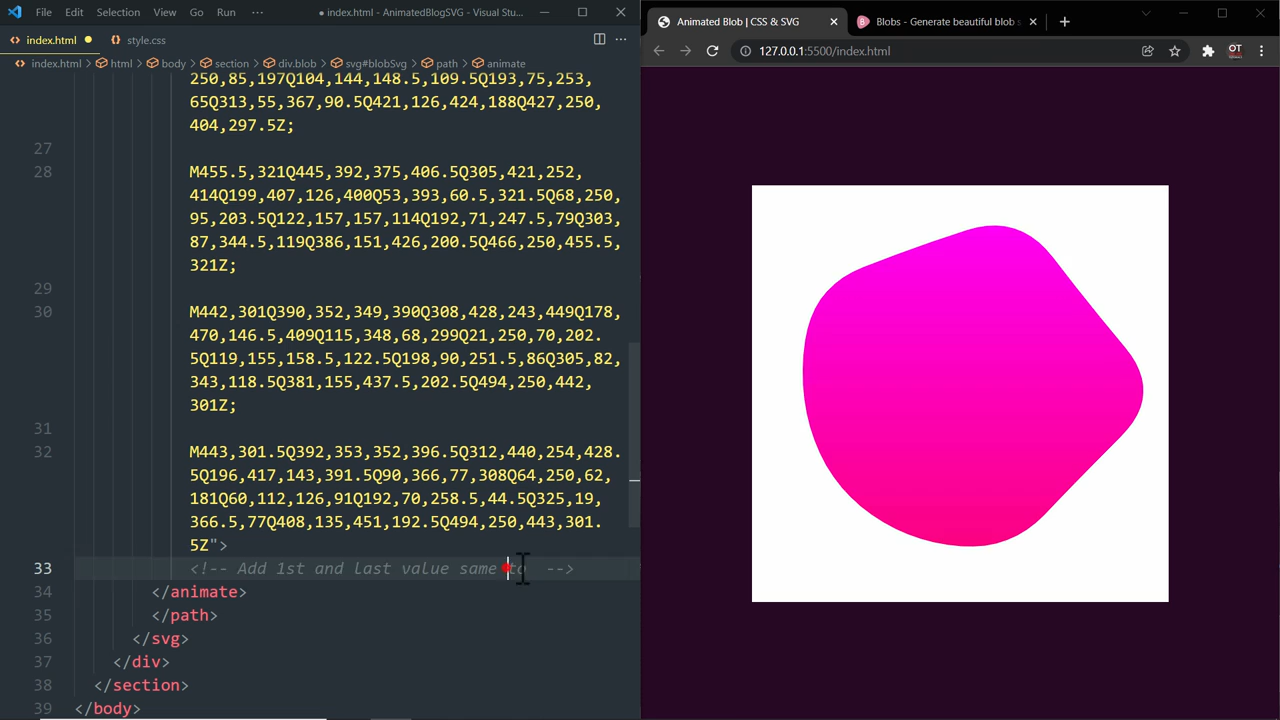 File Edit Selection View Go Run ··· ● index.html - AnimatedBlogSVG - Visual Stu...
index.html style.css
index.html > html > body > section > div.blob > svg#blobSvg > path > animate
250,85,197Q104,144,148.5,109.5Q193,75,253,
65Q313,55,367,90.5Q421,126,424,188Q427,250,
404,297.5Z;
27
28 M455.5,321Q445,392,375,406.5Q305,421,252,
414Q199,407,126,400Q53,393,60.5,321.5Q68,250,
95,203.5Q122,157,157,114Q192,71,247.5,79Q303,
87,344.5,119Q386,151,426,200.5Q466,250,455.5,
321Z;
29
30 M442,301Q390,352,349,390Q308,428,243,449Q178,
470,146.5,409Q115,348,68,299Q21,250,70,202.
5Q119,155,158.5,122.5Q198,90,251.5,86Q305,82,
343,118.5Q381,155,437.5,202.5Q494,250,442,
301Z;
31
32 M443,301.5Q392,353,352,396.5Q312,440,254,428.
5Q196,417,143,391.5Q90,366,77,308Q64,250,62,
181Q60,112,126,91Q192,70,258.5,44.5Q325,19,
366.5,77Q408,135,451,192.5Q494,250,443,301.
5Z">
33 <!-- Add 1st and last value same to  -->
34 </animate>
35 </path>
36 </svg>
37 </div>
38 </section>
39 </body>
Animated Blob | CSS & SVG Blobs - Generate beautiful blob s
127.0.0.1:5500/index.html
OT